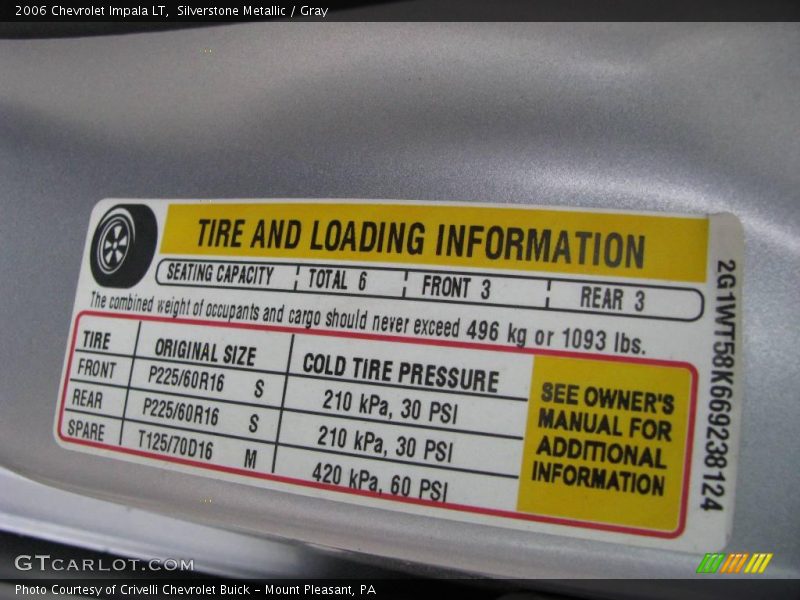 2006 Chevrolet Impala LT, Silverstone Metallic / Gray
TIRE AND LOADING INFORMATION
SEATING CAPACITY TOTAL 6 FRONT 3 REAR 3
The combined weight of occupants and cargo should never exceed 496 kg or 1093 lbs.
TIRE ORIGINAL SIZE COLD TIRE PRESSURE
FRONT P225/60R16 S 210 kPa, 30 PSI
REAR P225/60R16 S 210 kPa, 30 PSI
SPARE T125/70D16 M 420 kPa, 60 PSI
SEE OWNER'S
MANUAL FOR
ADDITIONAL
INFORMATION
2G1WT58K669238124
GTCARLOT.COM
Photo Courtesy of Crivelli Chevrolet Buick - Mount Pleasant, PA